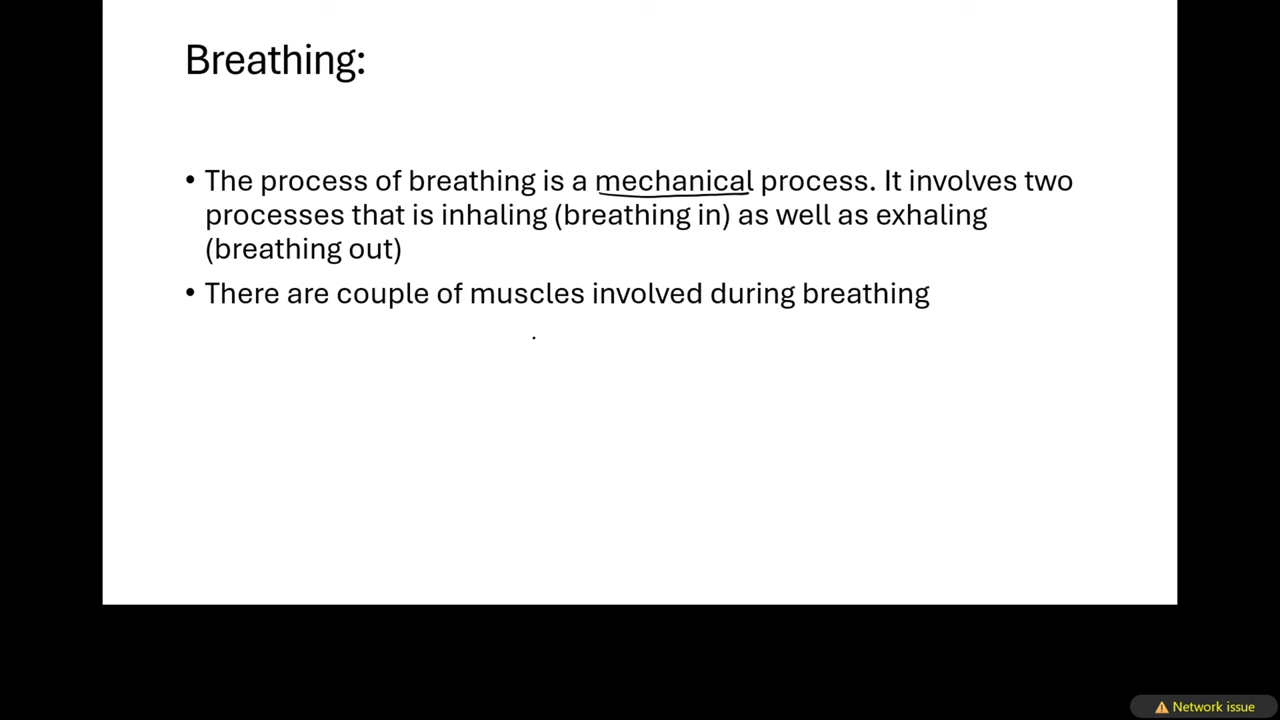 Breathing:
• The process of breathing is a mechanical process. It involves two
processes that is inhaling (breathing in) as well as exhaling
(breathing out)
• There are couple of muscles involved during breathing
Network issue